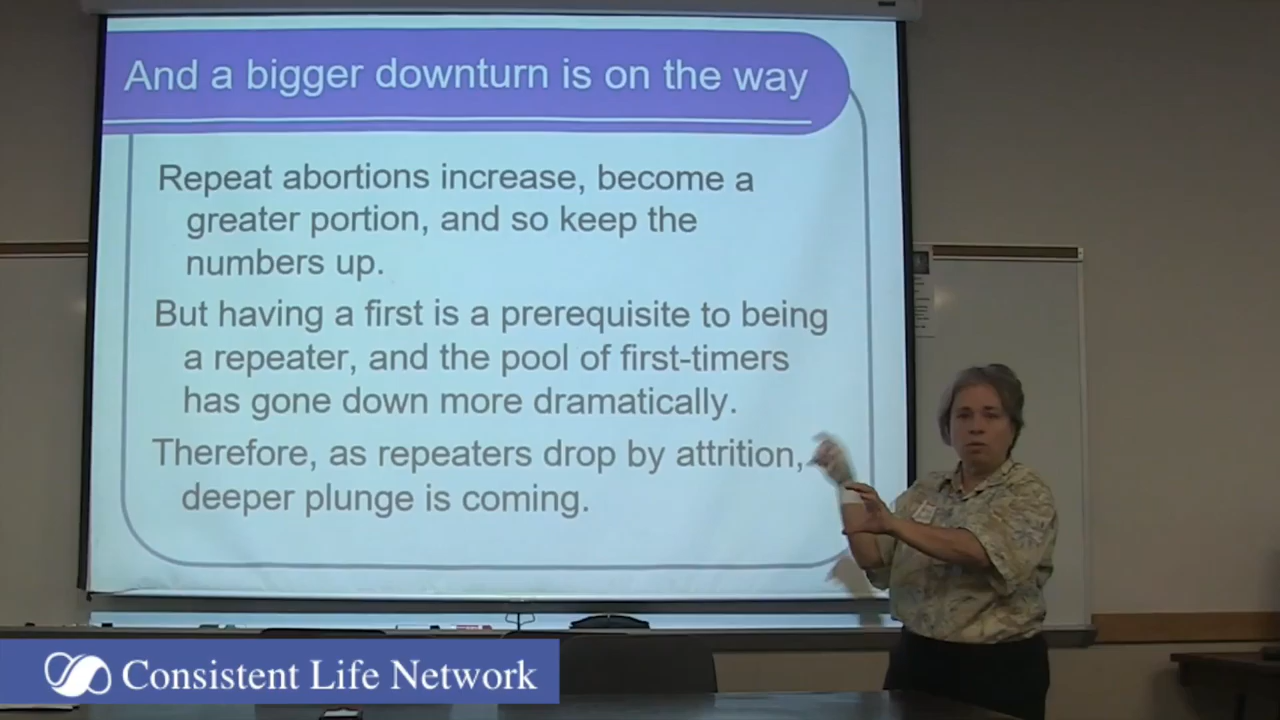 And a bigger downturn is on the way
Repeat abortions increase, become a
greater portion, and so keep the
numbers up.
But having a first is a prerequisite to being
a repeater, and the pool of first-timers
has gone down more dramatically.
Therefore, as repeaters drop by attrition,
deeper plunge is coming.
Consistent Life Network